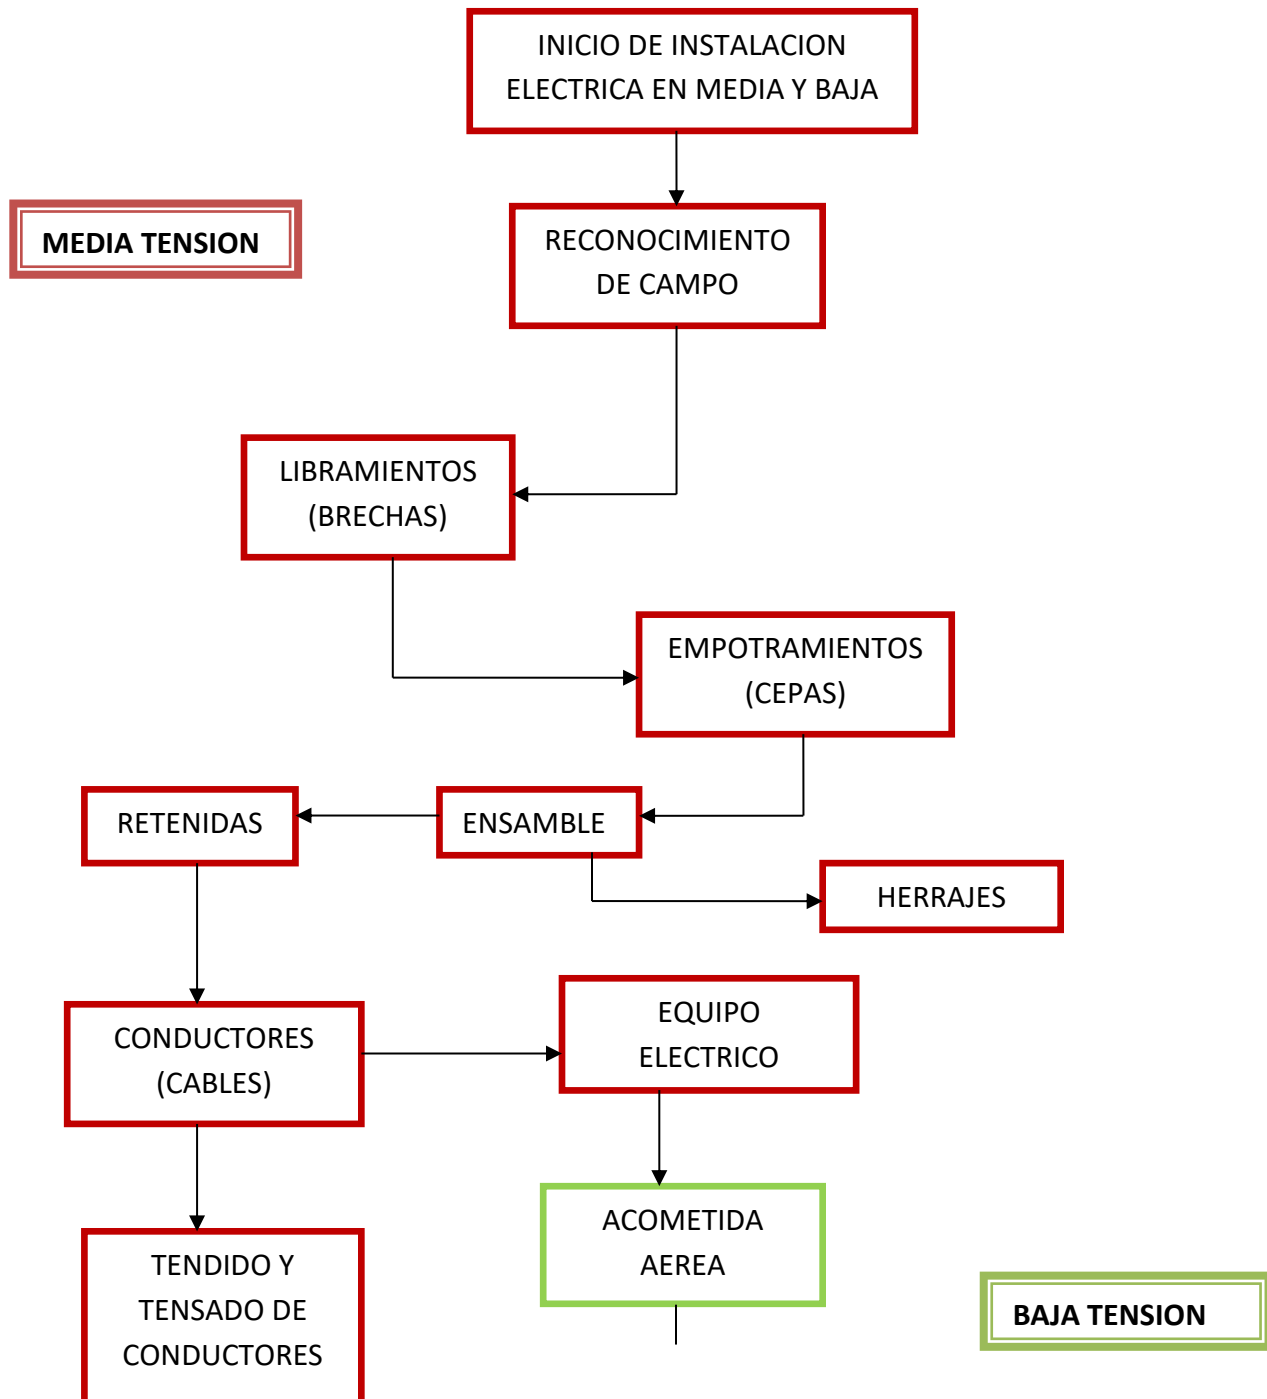 INICIO DE INSTALACION
ELECTRICA EN MEDIA Y BAJA
MEDIA TENSION
RECONOCIMIENTO
DE CAMPO
LIBRAMIENTOS
(BRECHAS)
EMPOTRAMIENTOS
(CEPAS)
RETENIDAS
ENSAMBLE
HERRAJES
CONDUCTORES
(CABLES)
EQUIPO
ELECTRICO
ACOMETIDA
AEREA
TENDIDO Y
TENSADO DE
CONDUCTORES
BAJA TENSION